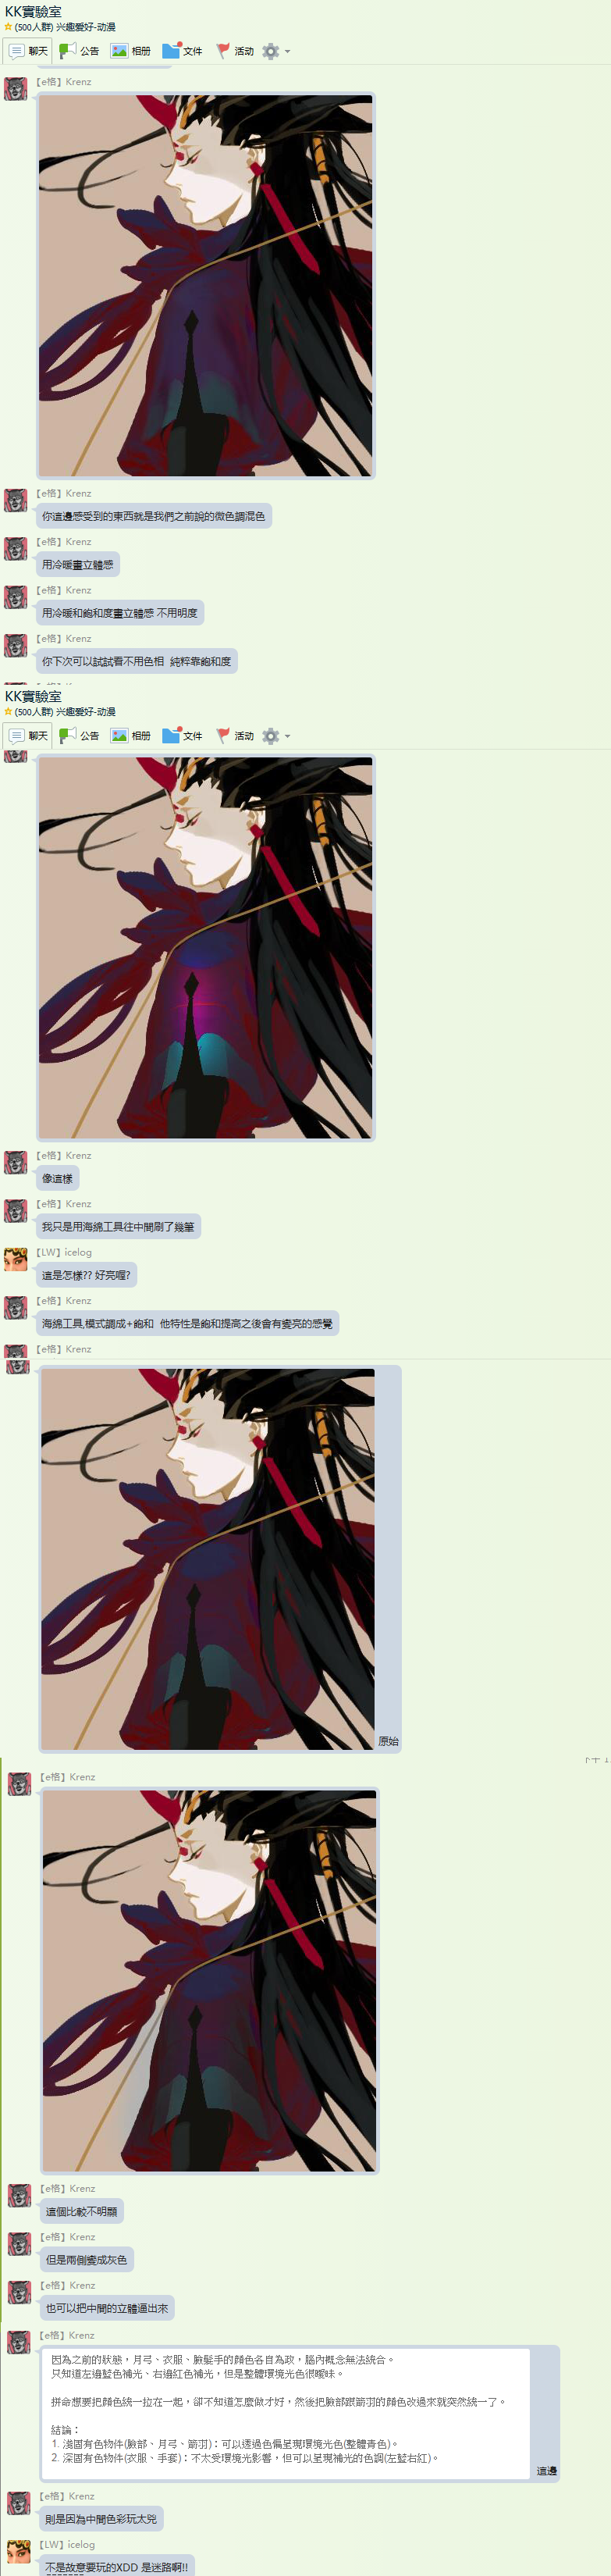 KK實驗室
(500人群) 兴趣爱好-动漫
聊天 公告 相册 文件 活动
【e格】Krenz
【e格】Krenz
你這邊感受到的東西就是我們之前說的微色調混色
【e格】Krenz
用冷暖畫立體感
【e格】Krenz
用冷暖和飽和度畫立體感 不用明度
【e格】Krenz
你下次可以試試看不用色相 純粹靠飽和度
KK實驗室
(500人群) 兴趣爱好-动漫
聊天 公告 相册 文件 活动
【e格】Krenz
像這樣
【e格】Krenz
我只是用海綿工具往中間刷了幾筆
【LW】icelog
這是怎樣?? 好亮喔?
【e格】Krenz
海綿工具,模式調成+飽和 他特性是飽和提高之後會有變亮的感覺
【e格】Krenz
原始
【e格】Krenz
【e格】Krenz
這個比較不明顯
【e格】Krenz
但是兩側變成灰色
【e格】Krenz
也可以把中間的立體逼出來
【e格】Krenz
因為之前的狀態，月弓、衣服、臉髮手的顏色各自為政，腦內概念無法統合。
只知道左邊藍色補光、右邊紅色補光，但是整體環境光色很曖昧。
拼命想要把顏色統一拉在一起，卻不知道怎麼做才好，然後把臉部跟箭羽的顏色改過來就突然統一了。
結論：
1. 淺固有色物件(臉部、月弓、箭羽)：可以透過色偏呈現環境光色(整體青色)。
2. 深固有色物件(衣服、手套)：不太受環境光影響，但可以呈現補光的色調(左藍右紅)。
這邊
【e格】Krenz
則是因為中間色彩玩太兇
【LW】icelog
不是故意要玩的XDD 是迷路啊!!